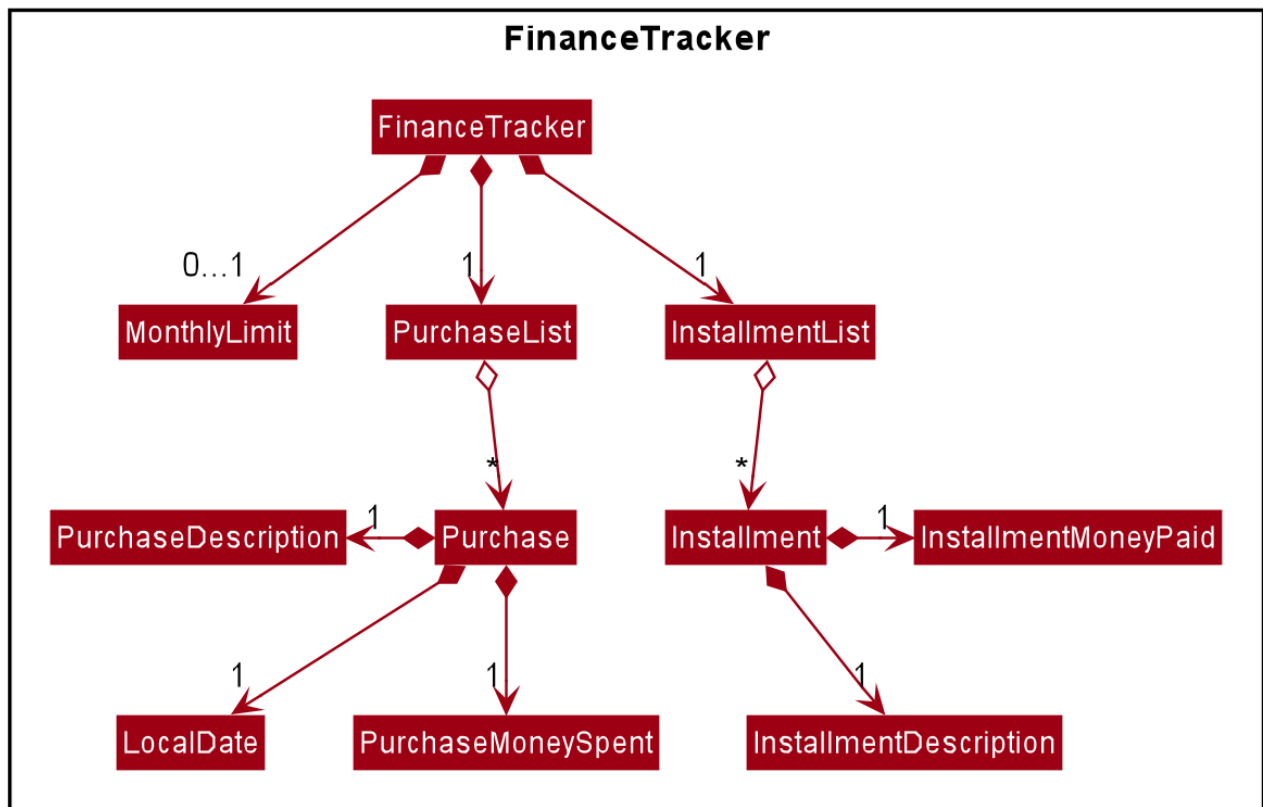 FinanceTracker
FinanceTracker
0...1
1
1
MonthlyLimit
PurchaseList
InstallmentList
*
*
PurchaseDescription
1
Purchase
Installment
1
InstallmentMoneyPaid
1
1
1
LocalDate
PurchaseMoneySpent
InstallmentDescription